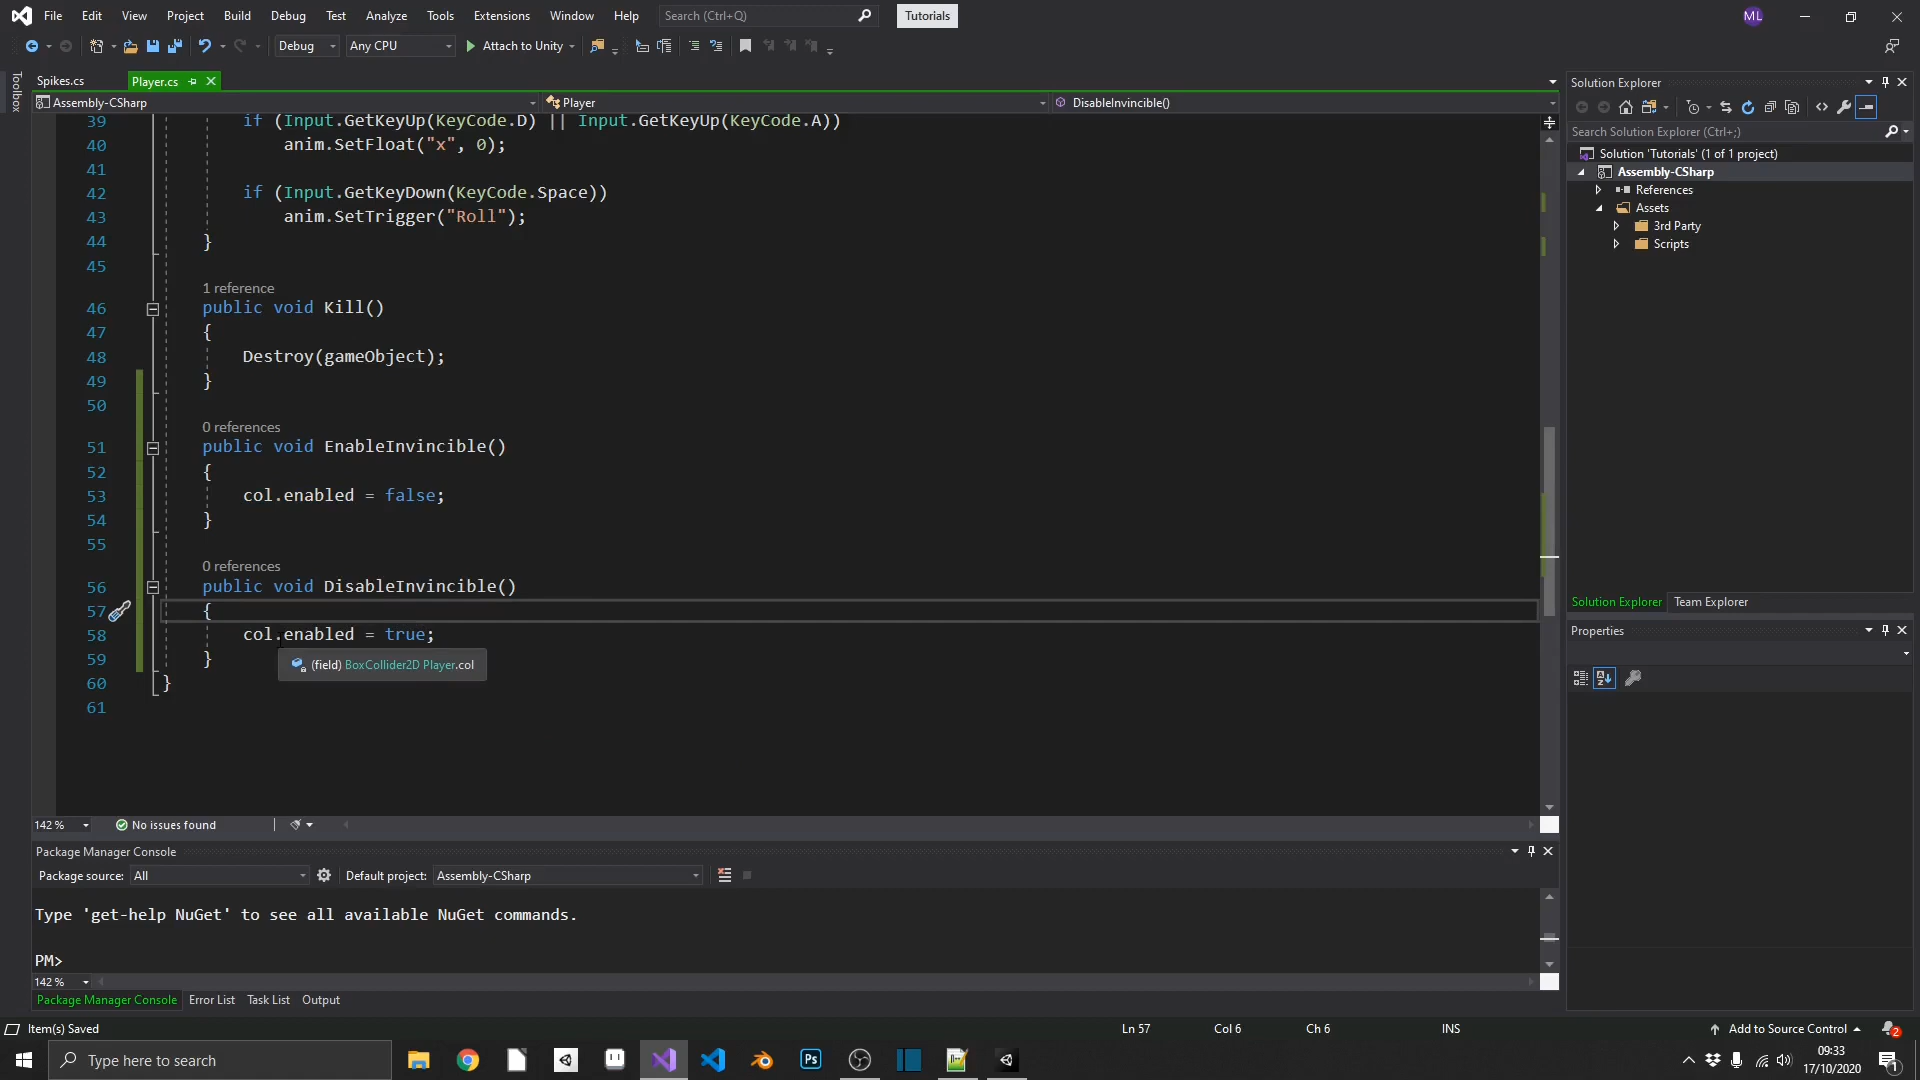 File Edit View Project Build Debug Test Analyze Tools Extensions Window Help Search (Ctrl+Q) Tutorials ML
Debug Any CPU Attach to Unity
Toolbox
Spikes.cs Player.cs
Assembly-CSharp Player DisableInvincible()
39 if (Input.GetKeyUp(KeyCode.D) || Input.GetKeyUp(KeyCode.A))
40 anim.SetFloat("x", 0);
41
42 if (Input.GetKeyDown(KeyCode.Space))
43 anim.SetTrigger("Roll");
44 }
45
1 reference
46 public void Kill()
47 {
48 Destroy(gameObject);
49 }
50
0 references
51 public void EnableInvincible()
52 {
53 col.enabled = false;
54 }
55
0 references
56 public void DisableInvincible()
57 {
58 col.enabled = true;
59 }
(field) BoxCollider2D Player.col
60 }
61
142 % No issues found
Package Manager Console
Package source: All Default project: Assembly-CSharp
Type 'get-help NuGet' to see all available NuGet commands.
PM>
142 %
Package Manager Console Error List Task List Output
Solution Explorer
Search Solution Explorer (Ctrl+;)
Solution 'Tutorials' (1 of 1 project)
Assembly-CSharp
References
Assets
3rd Party
Scripts
Solution Explorer Team Explorer
Properties
Item(s) Saved Ln 57 Col 6 Ch 6 INS Add to Source Control 2
Type here to search Ps 09:33
17/10/2020 1